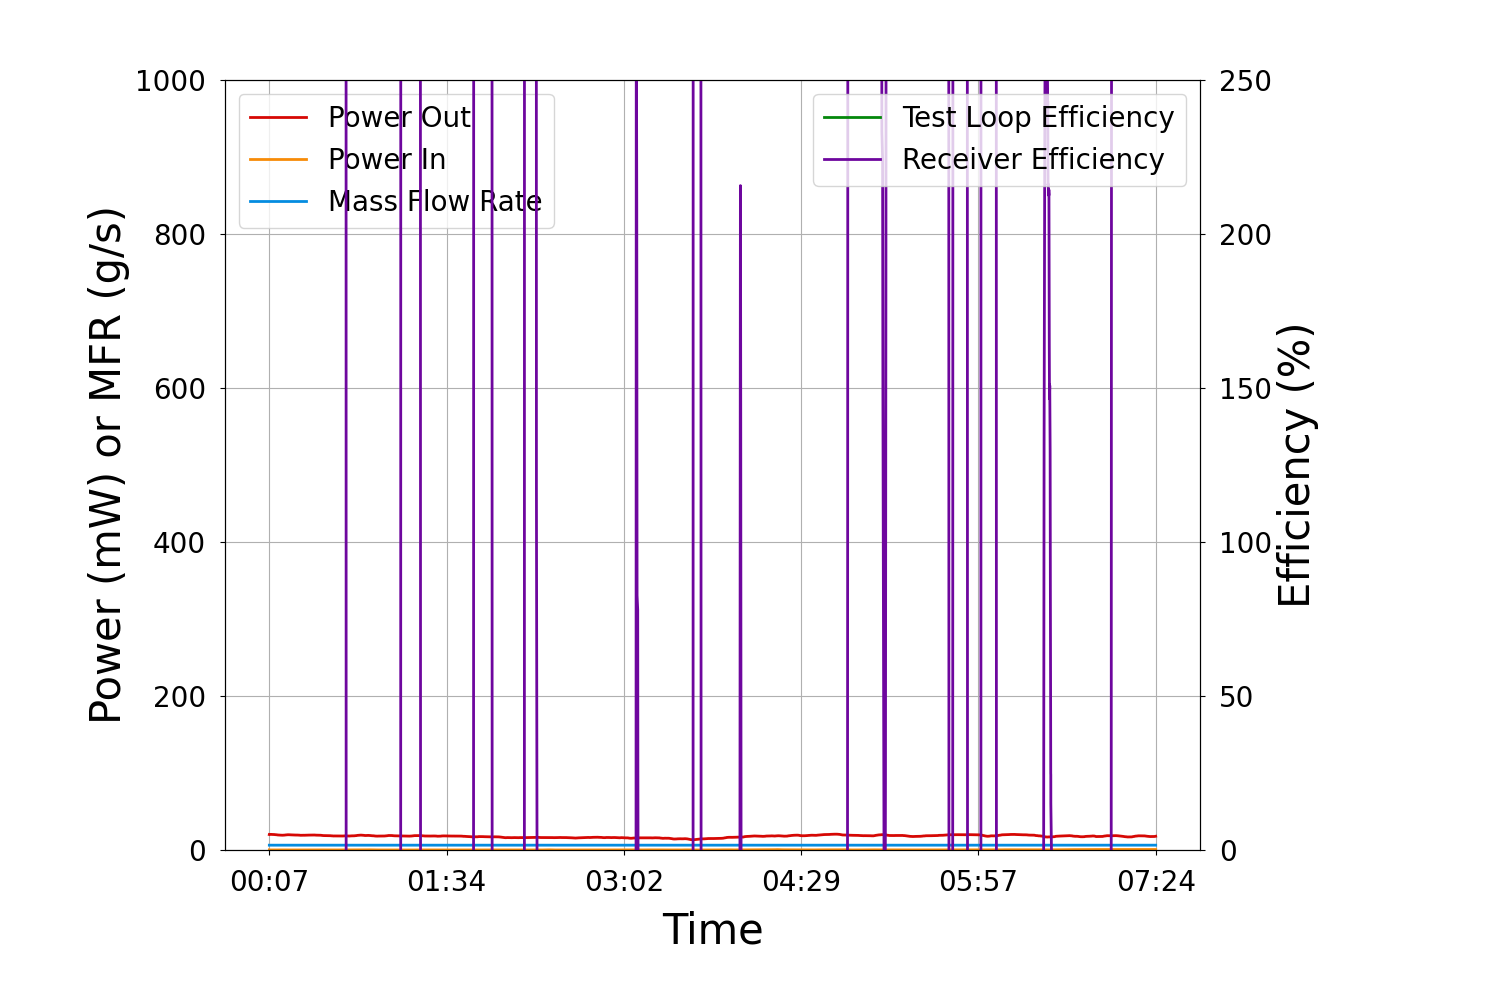 1000
800
600
400
200
0
Power (mW) or MFR (g/s)
Power Out
Power In
Mass Flow Rate
Test Loop Efficiency
Receiver Efficiency
250
200
150
100
50
0
Efficiency (%)
00:07 01:34 03:02 04:29 05:57 07:24
Time